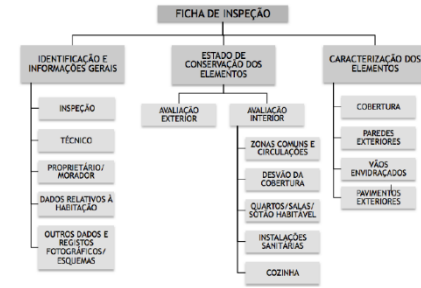 FICHA DE INSPEÇÃO
IDENTIFICAÇÃO E
INFORMAÇÕES GERAIS
INSPEÇÃO
TÉCNICO
PROPRIETÁRIO/
MORADOR
DADOS RELATIVOS À
HABITAÇÃO
OUTROS DADOS E
REGISTOS
FOTOGRÁFICOS/
ESQUEMAS
ESTADO DE
CONSERVAÇÃO DOS
ELEMENTOS
AVALIAÇÃO
EXTERIOR
AVALIAÇÃO
INTERIOR
ZONAS COMUNS E
CIRCULAÇÕES
DESVÃO DA
COBERTURA
QUARTOS/SALAS/
SÓTÃO HABITÁVEL
INSTALAÇÕES
SANITÁRIAS
COZINHA
CARACTERIZAÇÃO DOS
ELEMENTOS
COBERTURA
PAREDES
EXTERIORES
VÃOS
ENVIDRAÇADOS
PAVIMENTOS
EXTERIORES